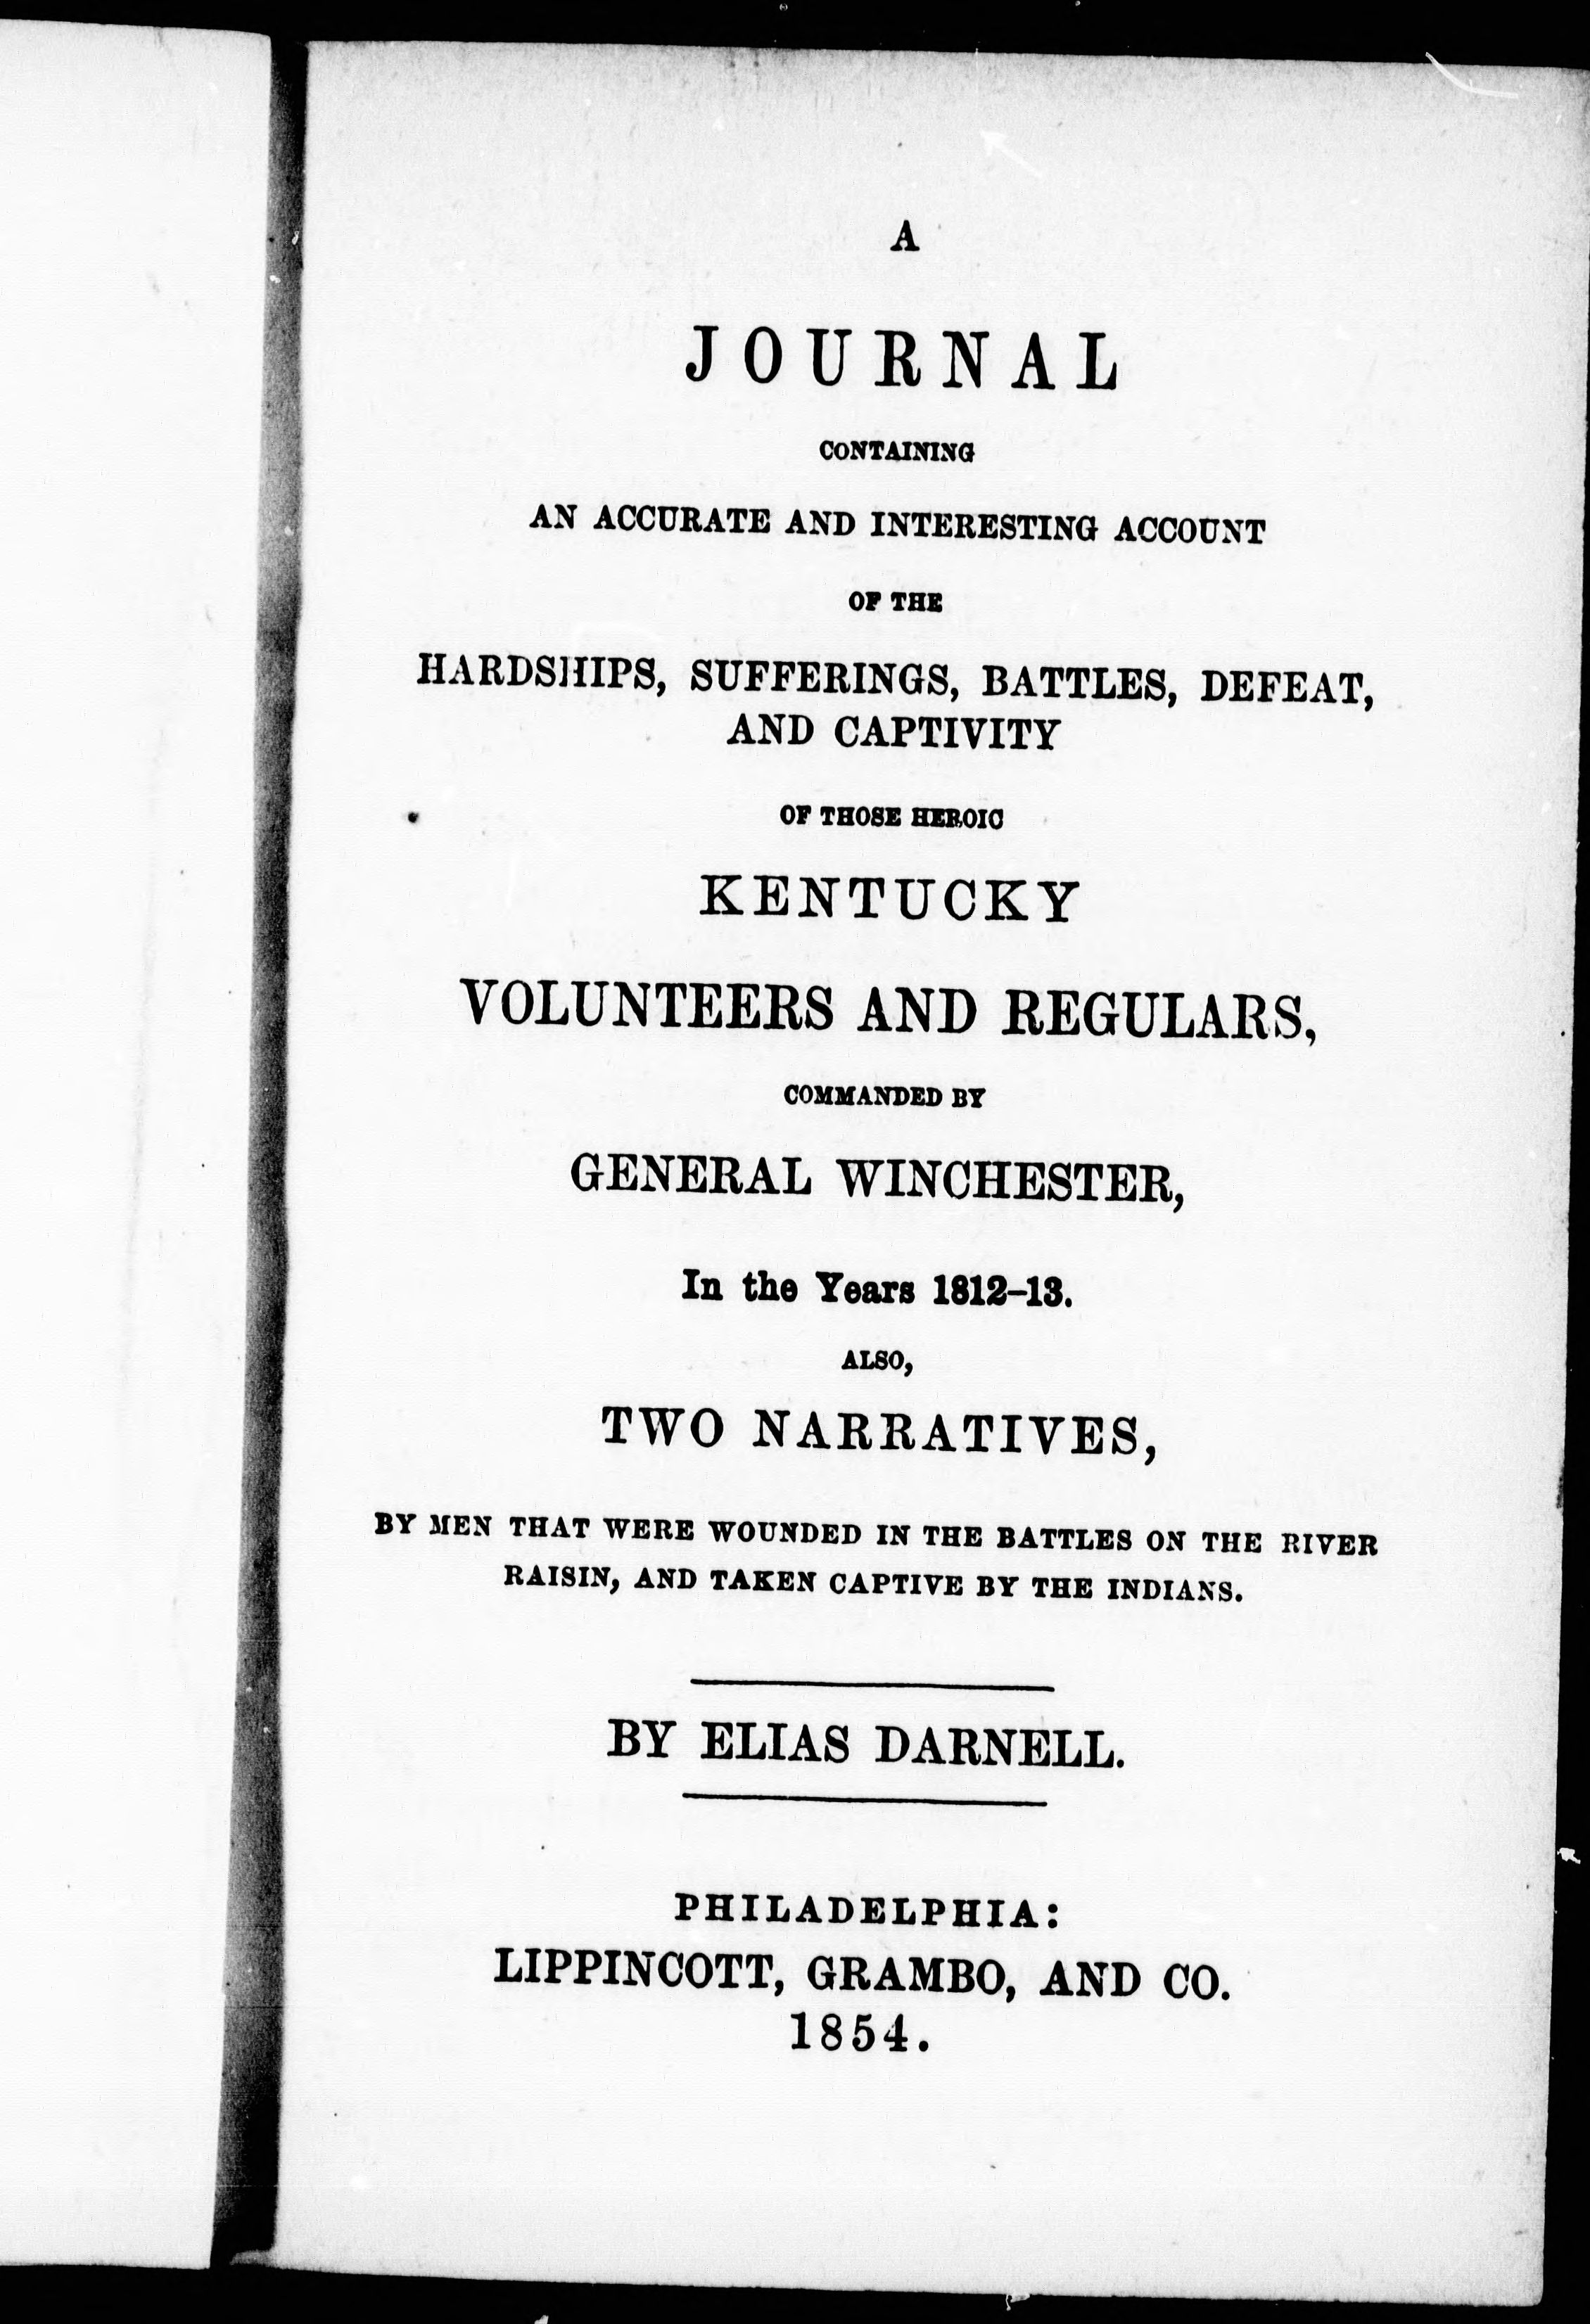 A
JOURNAL
CONTAINING
AN ACCURATE AND INTERESTING ACCOUNT
OF THE
HARDSHIPS, SUFFERINGS, BATTLES, DEFEAT,
AND CAPTIVITY
OF THOSE HEROIC
KENTUCKY
VOLUNTEERS AND REGULARS,
COMMANDED BY
GENERAL WINCHESTER,
In the Years 1812–13.
ALSO,
TWO NARRATIVES,
BY MEN THAT WERE WOUNDED IN THE BATTLES ON THE RIVER
RAISIN, AND TAKEN CAPTIVE BY THE INDIANS.
BY ELIAS DARNELL.
PHILADELPHIA:
LIPPINCOTT, GRAMBO, AND CO.
1854.